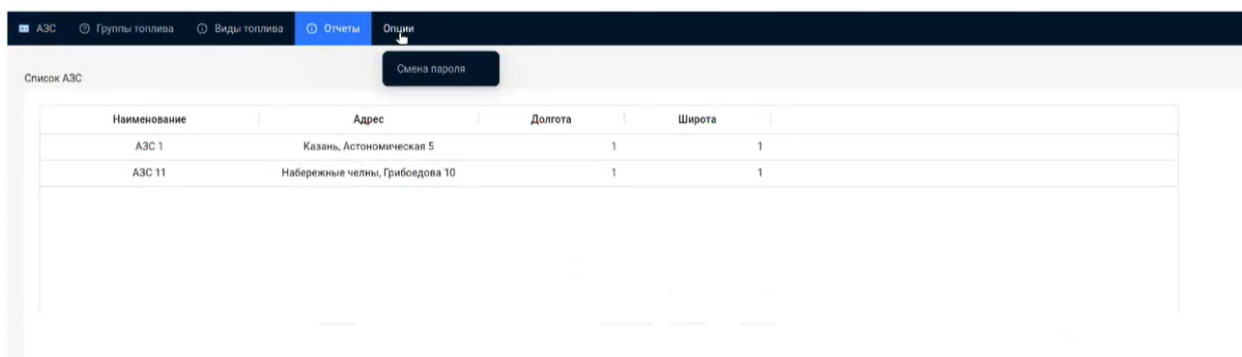 АЗС Группы топлива Виды топлива Отчеты Опции
Смена пароля
Список АЗС
Наименование Адрес Долгота Широта
АЗС 1 Казань, Астономическая 5 1 1
АЗС 11 Набережные челны, Грибоедова 10 1 1